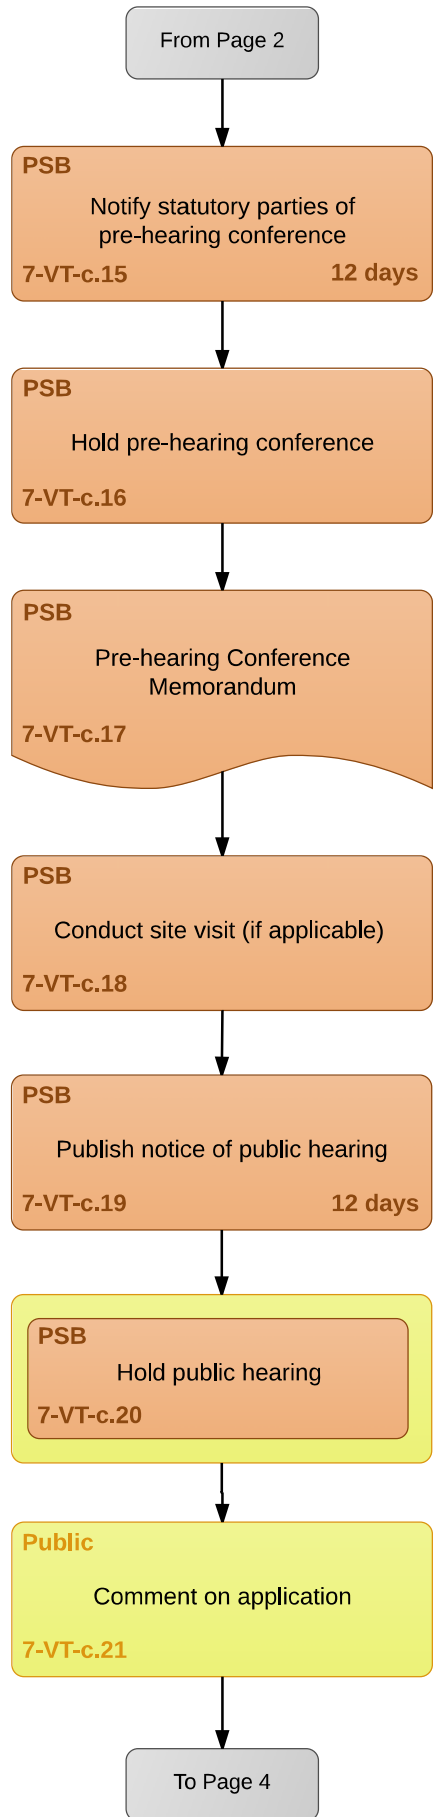 From Page 2
PSB
Notify statutory parties of
pre-hearing conference
7-VT-c.15 12 days
PSB
Hold pre-hearing conference
7-VT-c.16
PSB
Pre-hearing Conference
Memorandum
7-VT-c.17
PSB
Conduct site visit (if applicable)
7-VT-c.18
PSB
Publish notice of public hearing
7-VT-c.19 12 days
PSB
Hold public hearing
7-VT-c.20
Public
Comment on application
7-VT-c.21
To Page 4